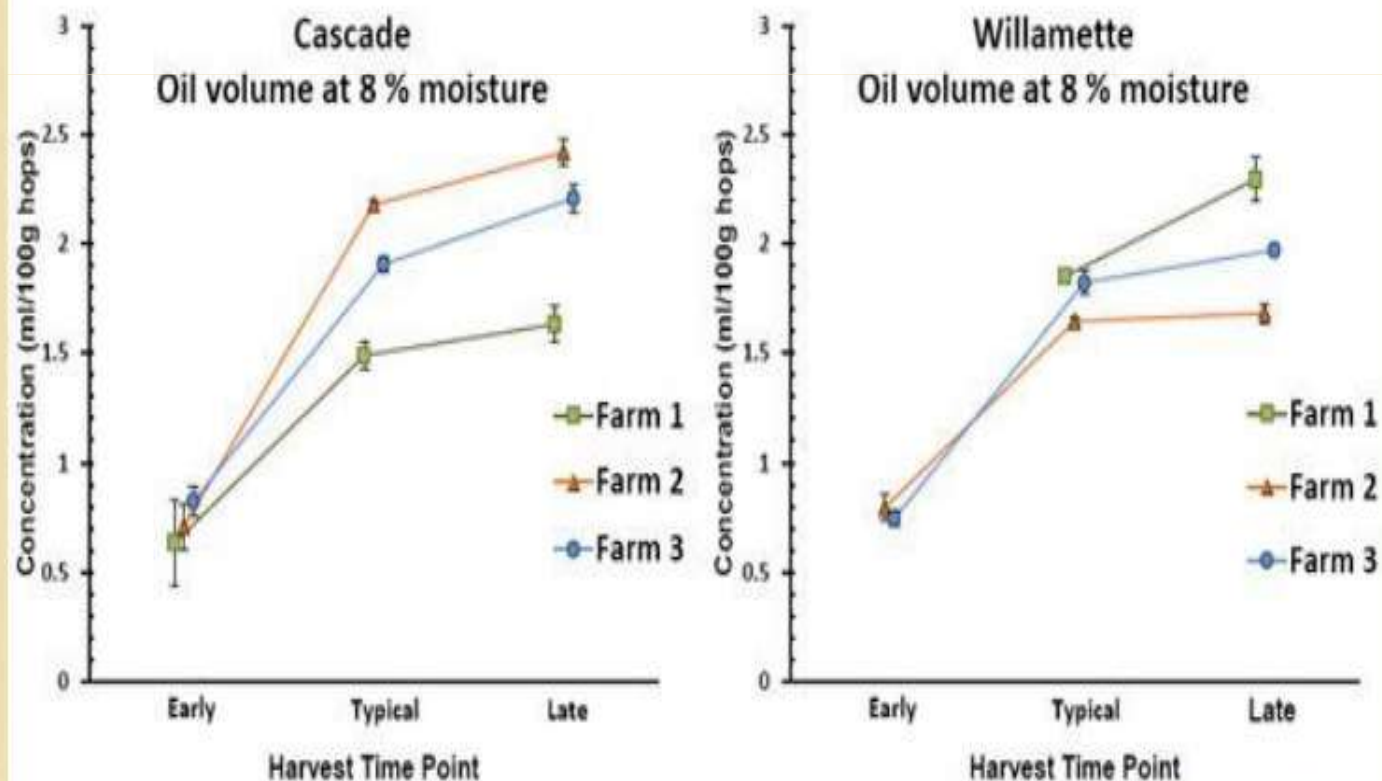 Cascade
Oil volume at 8 % moisture
Concentration (ml/100g hops)
3
2.5
2
1.5
1
0.5
0
Early Typical Late
Harvest Time Point
Farm 1
Farm 2
Farm 3
Willamette
Oil volume at 8 % moisture
Concentration (ml/100g hops)
3
2.5
2
1.5
1
0.5
0
Early Typical Late
Harvest Time Point
Farm 1
Farm 2
Farm 3